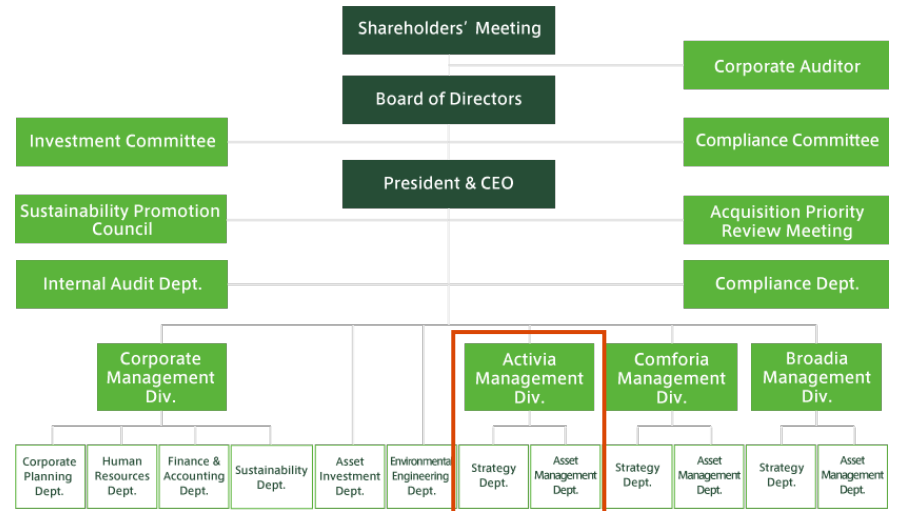 Shareholders’ Meeting
Corporate Auditor
Board of Directors
Investment Committee
Compliance Committee
President & CEO
Sustainability Promotion
Council
Acquisition Priority
Review Meeting
Internal Audit Dept.
Compliance Dept.
Corporate
Management
Div.
Activia
Management
Div.
Comforia
Management
Div.
Broadia
Management
Div.
Corporate
Planning
Dept.
Human
Resources
Dept.
Finance &
Accounting
Dept.
Sustainability
Dept.
Asset
Investment
Dept.
Environmental
Engineering
Dept.
Strategy
Dept.
Asset
Management
Dept.
Strategy
Dept.
Asset
Management
Dept.
Strategy
Dept.
Asset
Management
Dept.